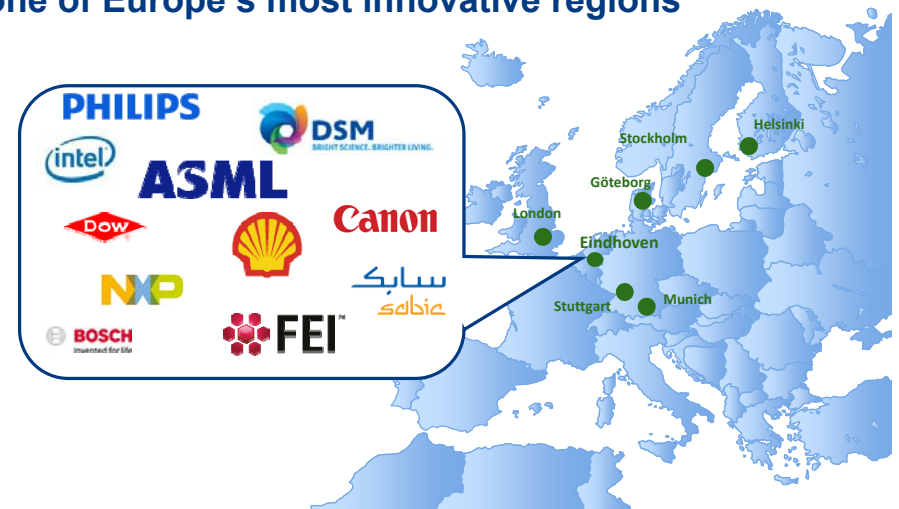 one of Europe's most innovative regions
PHILIPS
DSM
BRIGHT SCIENCE. BRIGHTER LIVING.
intel
ASML
DOW
Canon
NXP
سابك
sabic
BOSCH
Invented for life
FEI™
Helsinki
Stockholm
Göteborg
London
Eindhoven
Stuttgart
Munich